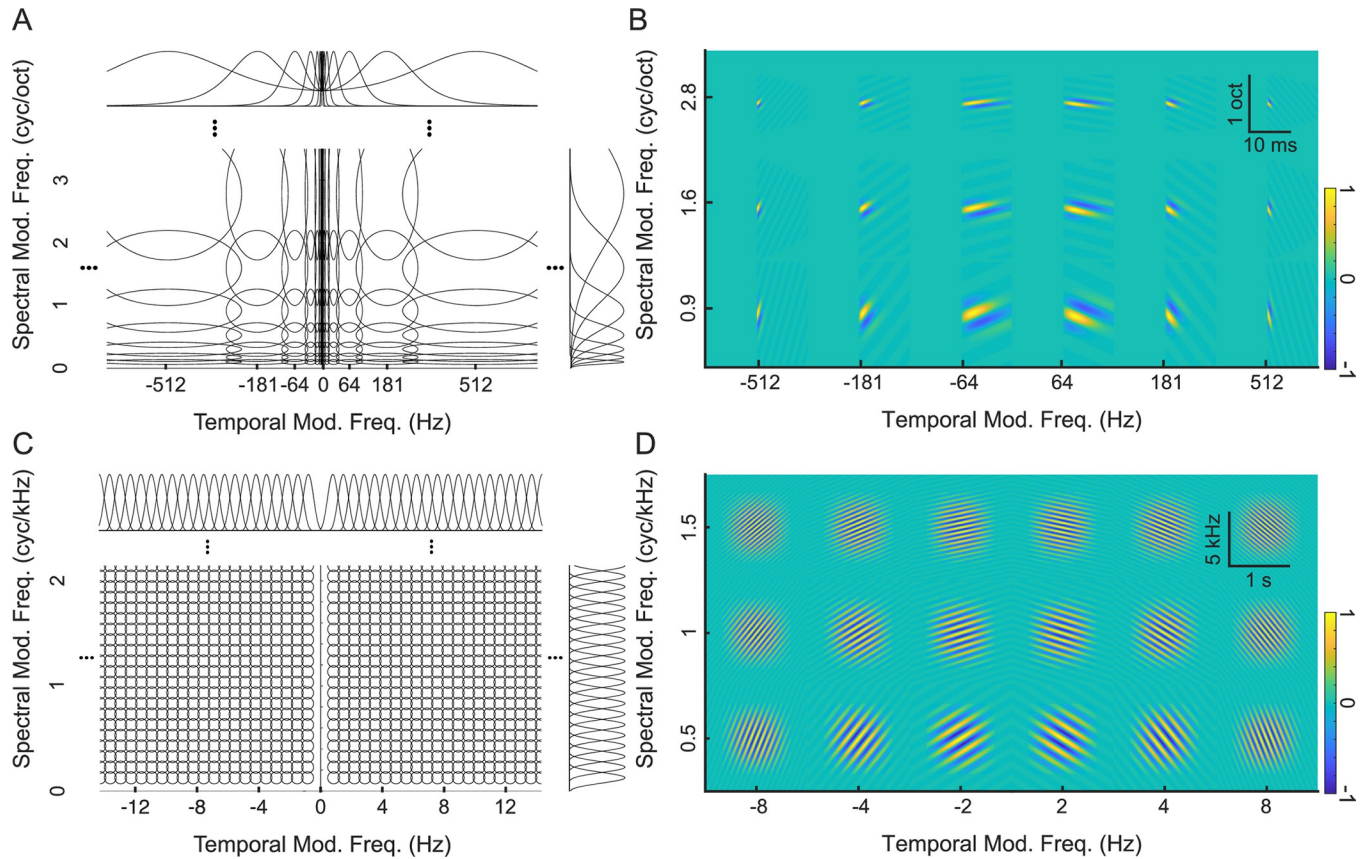 A
Spectral Mod. Freq. (cyc/oct)
3
2
1
0
-512
-181
-64
0
64
181
512
Temporal Mod. Freq. (Hz)
B
Spectral Mod. Freq. (cyc/oct)
2.8
1.6
0.9
1 oct
10 ms
1
0
-1
-512
-181
-64
64
181
512
Temporal Mod. Freq. (Hz)
C
Spectral Mod. Freq. (cyc/kHz)
2
1
0
-12
-8
-4
0
4
8
12
Temporal Mod. Freq. (Hz)
D
Spectral Mod. Freq. (cyc/kHz)
1.5
1
0.5
5 kHz
1 s
1
0
-1
-8
-4
-2
2
4
8
Temporal Mod. Freq. (Hz)